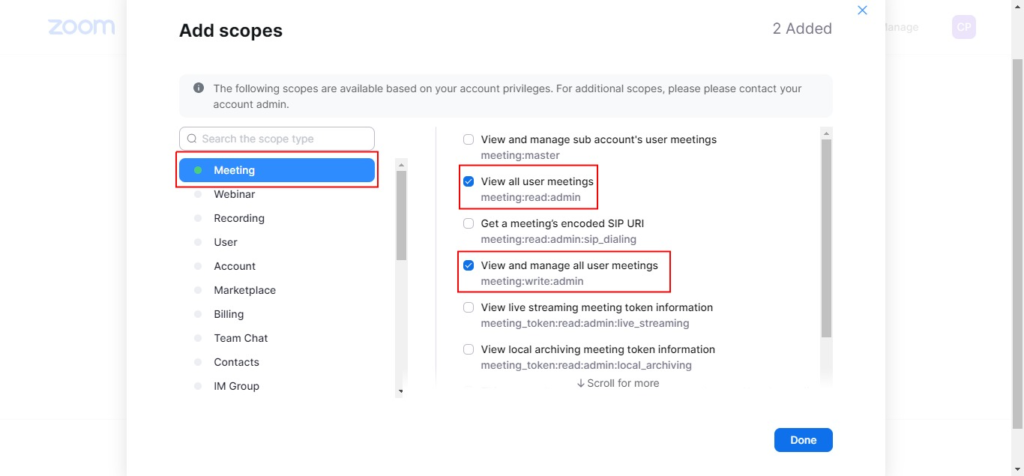 zoom
Manage
CP
Add scopes
2 Added
The following scopes are available based on your account privileges. For additional scopes, please please contact your
account admin.
Search the scope type
Meeting
Webinar
Recording
User
Account
Marketplace
Billing
Team Chat
Contacts
IM Group
View and manage sub account's user meetings
meeting:master
View all user meetings
meeting:read:admin
Get a meeting's encoded SIP URI
meeting:read:admin:sip_dialing
View and manage all user meetings
meeting:write:admin
View live streaming meeting token information
meeting_token:read:admin:live_streaming
View local archiving meeting token information
meeting_token:read:admin:local_archiving
Scroll for more
Done